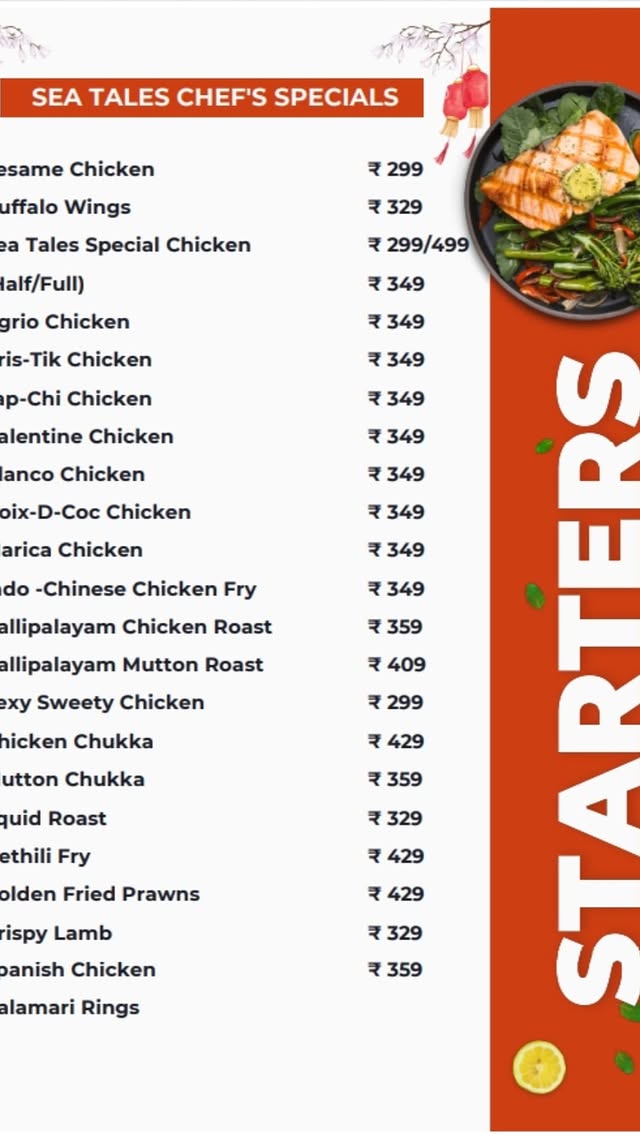 SEA TALES CHEF'S SPECIALS
esame Chicken ₹ 299
uffalo Wings ₹ 329
ea Tales Special Chicken ₹ 299/499
Half/Full) ₹ 349
grio Chicken ₹ 349
ris-Tik Chicken ₹ 349
ap-Chi Chicken ₹ 349
alentine Chicken ₹ 349
lanco Chicken ₹ 349
oix-D-Coc Chicken ₹ 349
arica Chicken ₹ 349
ndo -Chinese Chicken Fry ₹ 349
allipalayam Chicken Roast ₹ 359
allipalayam Mutton Roast ₹ 409
exy Sweety Chicken ₹ 299
hicken Chukka ₹ 429
utton Chukka ₹ 359
quid Roast ₹ 329
ethili Fry ₹ 429
olden Fried Prawns ₹ 429
rispy Lamb ₹ 329
panish Chicken ₹ 359
alamari Rings
STARTERS